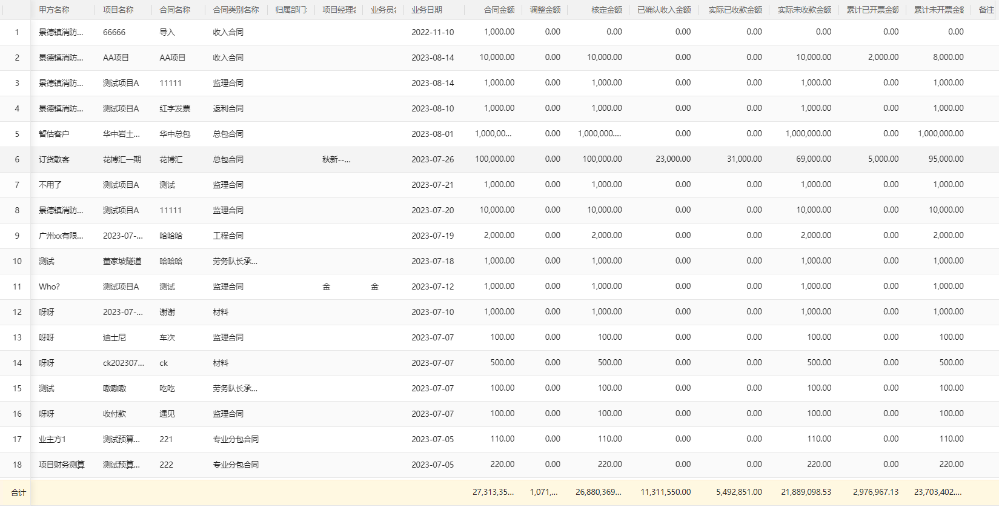 甲方名称 项目名称 合同名称 合同类别名称 归属部门 项目经理 业务员 业务日期 合同金额 调整金额 核定金额 已确认收入金额 实际已收款金额 实际未收款金额 累计已开票金额 累计未开票金 备注
1 景德镇消防... 66666 导入 收入合同 2022-11-10 1,000.00 0.00 0.00 0.00 0.00 0.00 0.00 0.00
2 景德镇消防... AA项目 AA项目 收入合同 2023-08-14 10,000.00 0.00 10,000.00 0.00 0.00 10,000.00 2,000.00 8,000.00
3 景德镇消防... 测试项目A 11111 监理合同 2023-08-14 1,000.00 0.00 1,000.00 0.00 0.00 1,000.00 0.00 1,000.00
4 景德镇消防... 测试项目A 红字发票 返利合同 2023-08-10 1,000.00 0.00 1,000.00 0.00 0.00 1,000.00 0.00 1,000.00
5 暂估客户 华中岩土... 华中总包 总包合同 2023-08-01 1,000,00... 0.00 1,000,000.... 0.00 0.00 1,000,000.00 0.00 1,000,000.00
6 订货散客 花博汇一期 花博汇 总包合同 秋新--... 2023-07-26 100,000.00 0.00 100,000.00 23,000.00 31,000.00 69,000.00 5,000.00 95,000.00
7 不用了 测试项目A 测试 监理合同 2023-07-21 1,000.00 0.00 1,000.00 0.00 0.00 1,000.00 0.00 1,000.00
8 景德镇消防... 测试项目A 11111 监理合同 2023-07-20 10,000.00 0.00 10,000.00 0.00 0.00 10,000.00 0.00 10,000.00
9 广州xx有限... 2023-07-... 哈哈哈 工程合同 2023-07-19 2,000.00 0.00 2,000.00 0.00 0.00 2,000.00 0.00 2,000.00
10 测试 董家坡隧道 哈哈哈 劳务队长承... 2023-07-18 1,000.00 0.00 1,000.00 0.00 0.00 1,000.00 0.00 1,000.00
11 Who? 测试项目A 测试 监理合同 金 金 2023-07-12 1,000.00 0.00 1,000.00 0.00 0.00 1,000.00 0.00 1,000.00
12 呀呀 2023-07-... 谢谢 材料 2023-07-10 1,000.00 0.00 1,000.00 0.00 0.00 1,000.00 0.00 1,000.00
13 呀呀 迪士尼 车次 监理合同 2023-07-07 100.00 0.00 100.00 0.00 0.00 100.00 0.00 100.00
14 呀呀 ck202307... ck 材料 2023-07-07 500.00 0.00 500.00 0.00 0.00 500.00 0.00 500.00
15 测试 嗷嗷嗷 吃吃 劳务队长承... 2023-07-07 100.00 0.00 100.00 0.00 0.00 100.00 0.00 100.00
16 呀呀 收付款 遇见 监理合同 2023-07-07 100.00 0.00 100.00 0.00 0.00 100.00 0.00 100.00
17 业主方1 测试预算... 221 专业分包合同 2023-07-05 110.00 0.00 110.00 0.00 0.00 110.00 0.00 110.00
18 项目财务测算 测试预算... 222 专业分包合同 2023-07-05 220.00 0.00 220.00 0.00 0.00 220.00 0.00 220.00
合计 27,313,35... 1,071,... 26,880,369... 11,311,550.00 5,492,851.00 21,889,098.53 2,976,967.13 23,703,402....